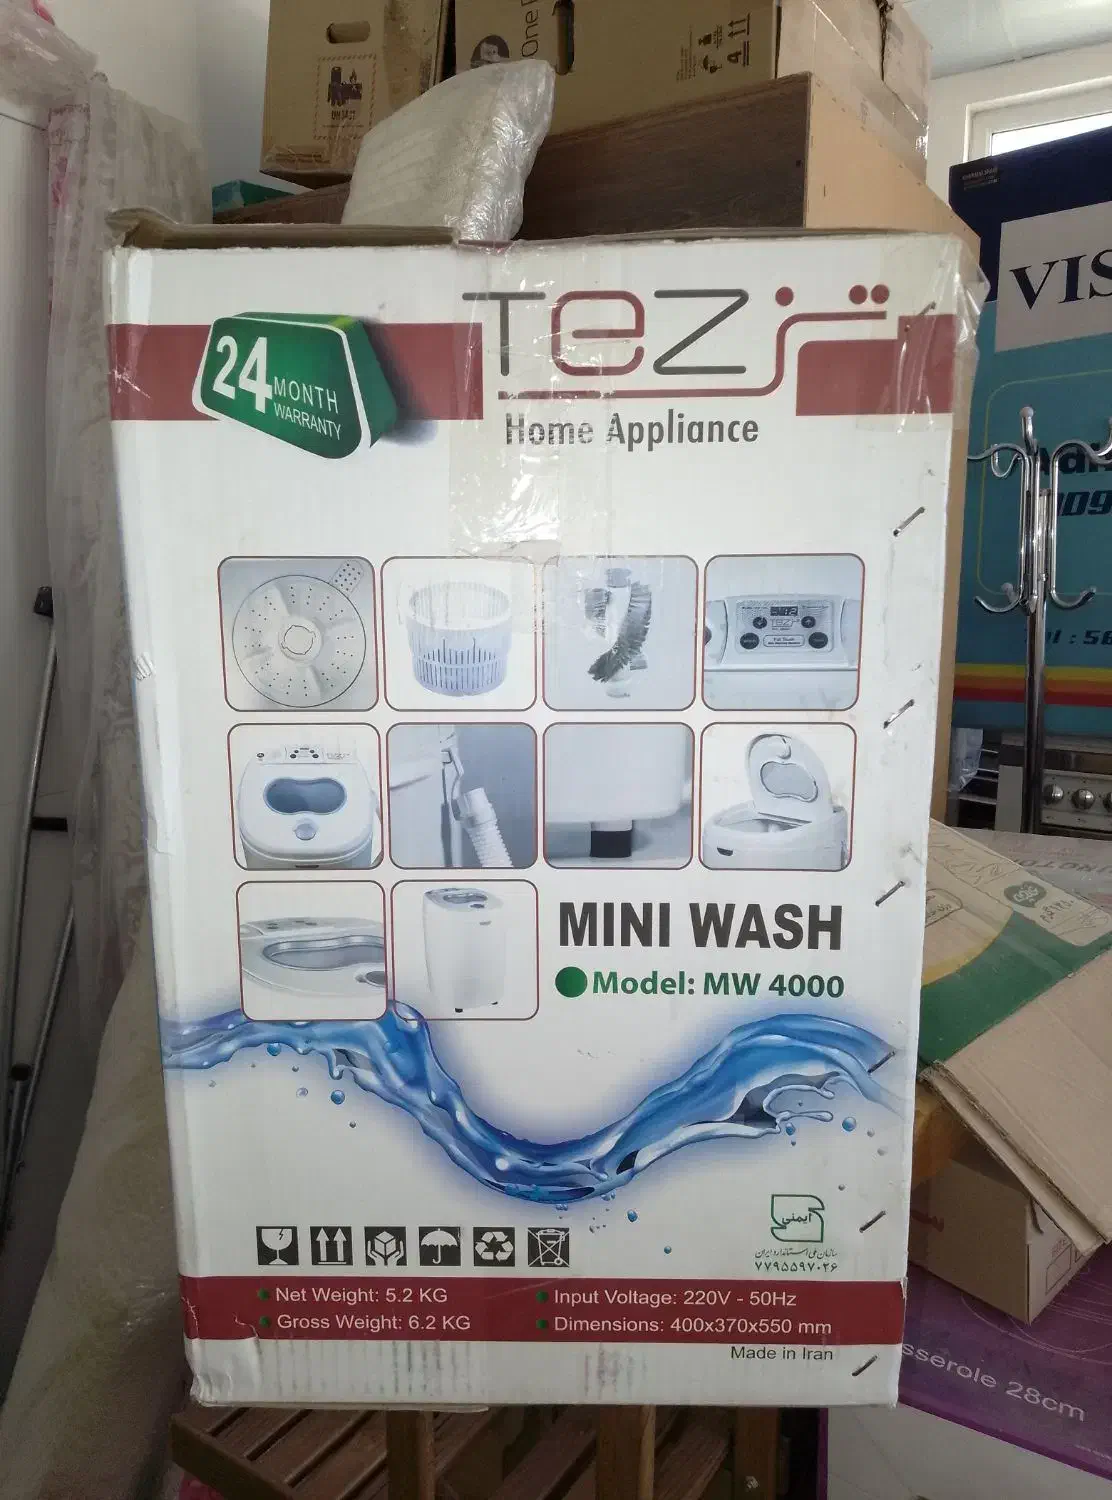 One
4
VIS
TEZ تز
24 MONTH
WARRANTY
Home Appliance
MINI WASH
Model: MW 4000
ایمنی
سازمان ملی استاندارد ایران
۷۷۹۵۵۹۷۰۲۶
Net Weight: 5.2 KG
Input Voltage: 220V - 50Hz
Gross Weight: 6.2 KG
Dimensions: 400x370x550 mm
Made in Iran
sserole 28cm